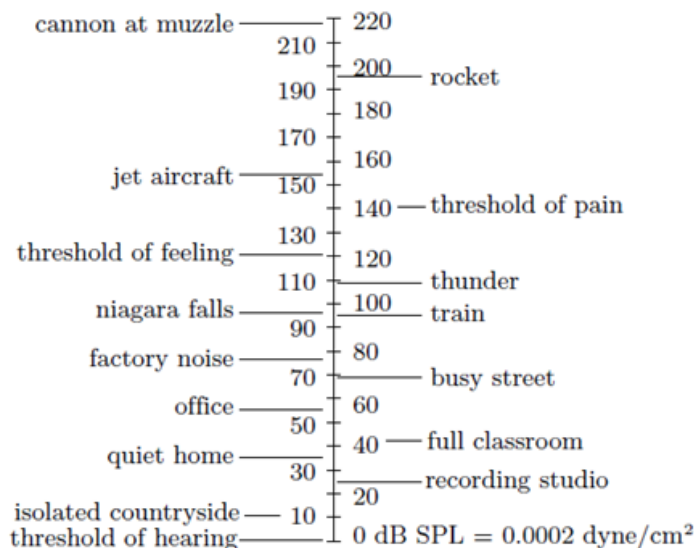 cannon at muzzle
220
210
200
rocket
190
180
170
160
jet aircraft
150
140
threshold of pain
130
threshold of feeling
120
110
thunder
niagara falls
100
train
90
factory noise
80
70
busy street
office
60
50
full classroom
40
quiet home
30
recording studio
20
isolated countryside
10
threshold of hearing
0 dB SPL = 0.0002 dyne/cm²